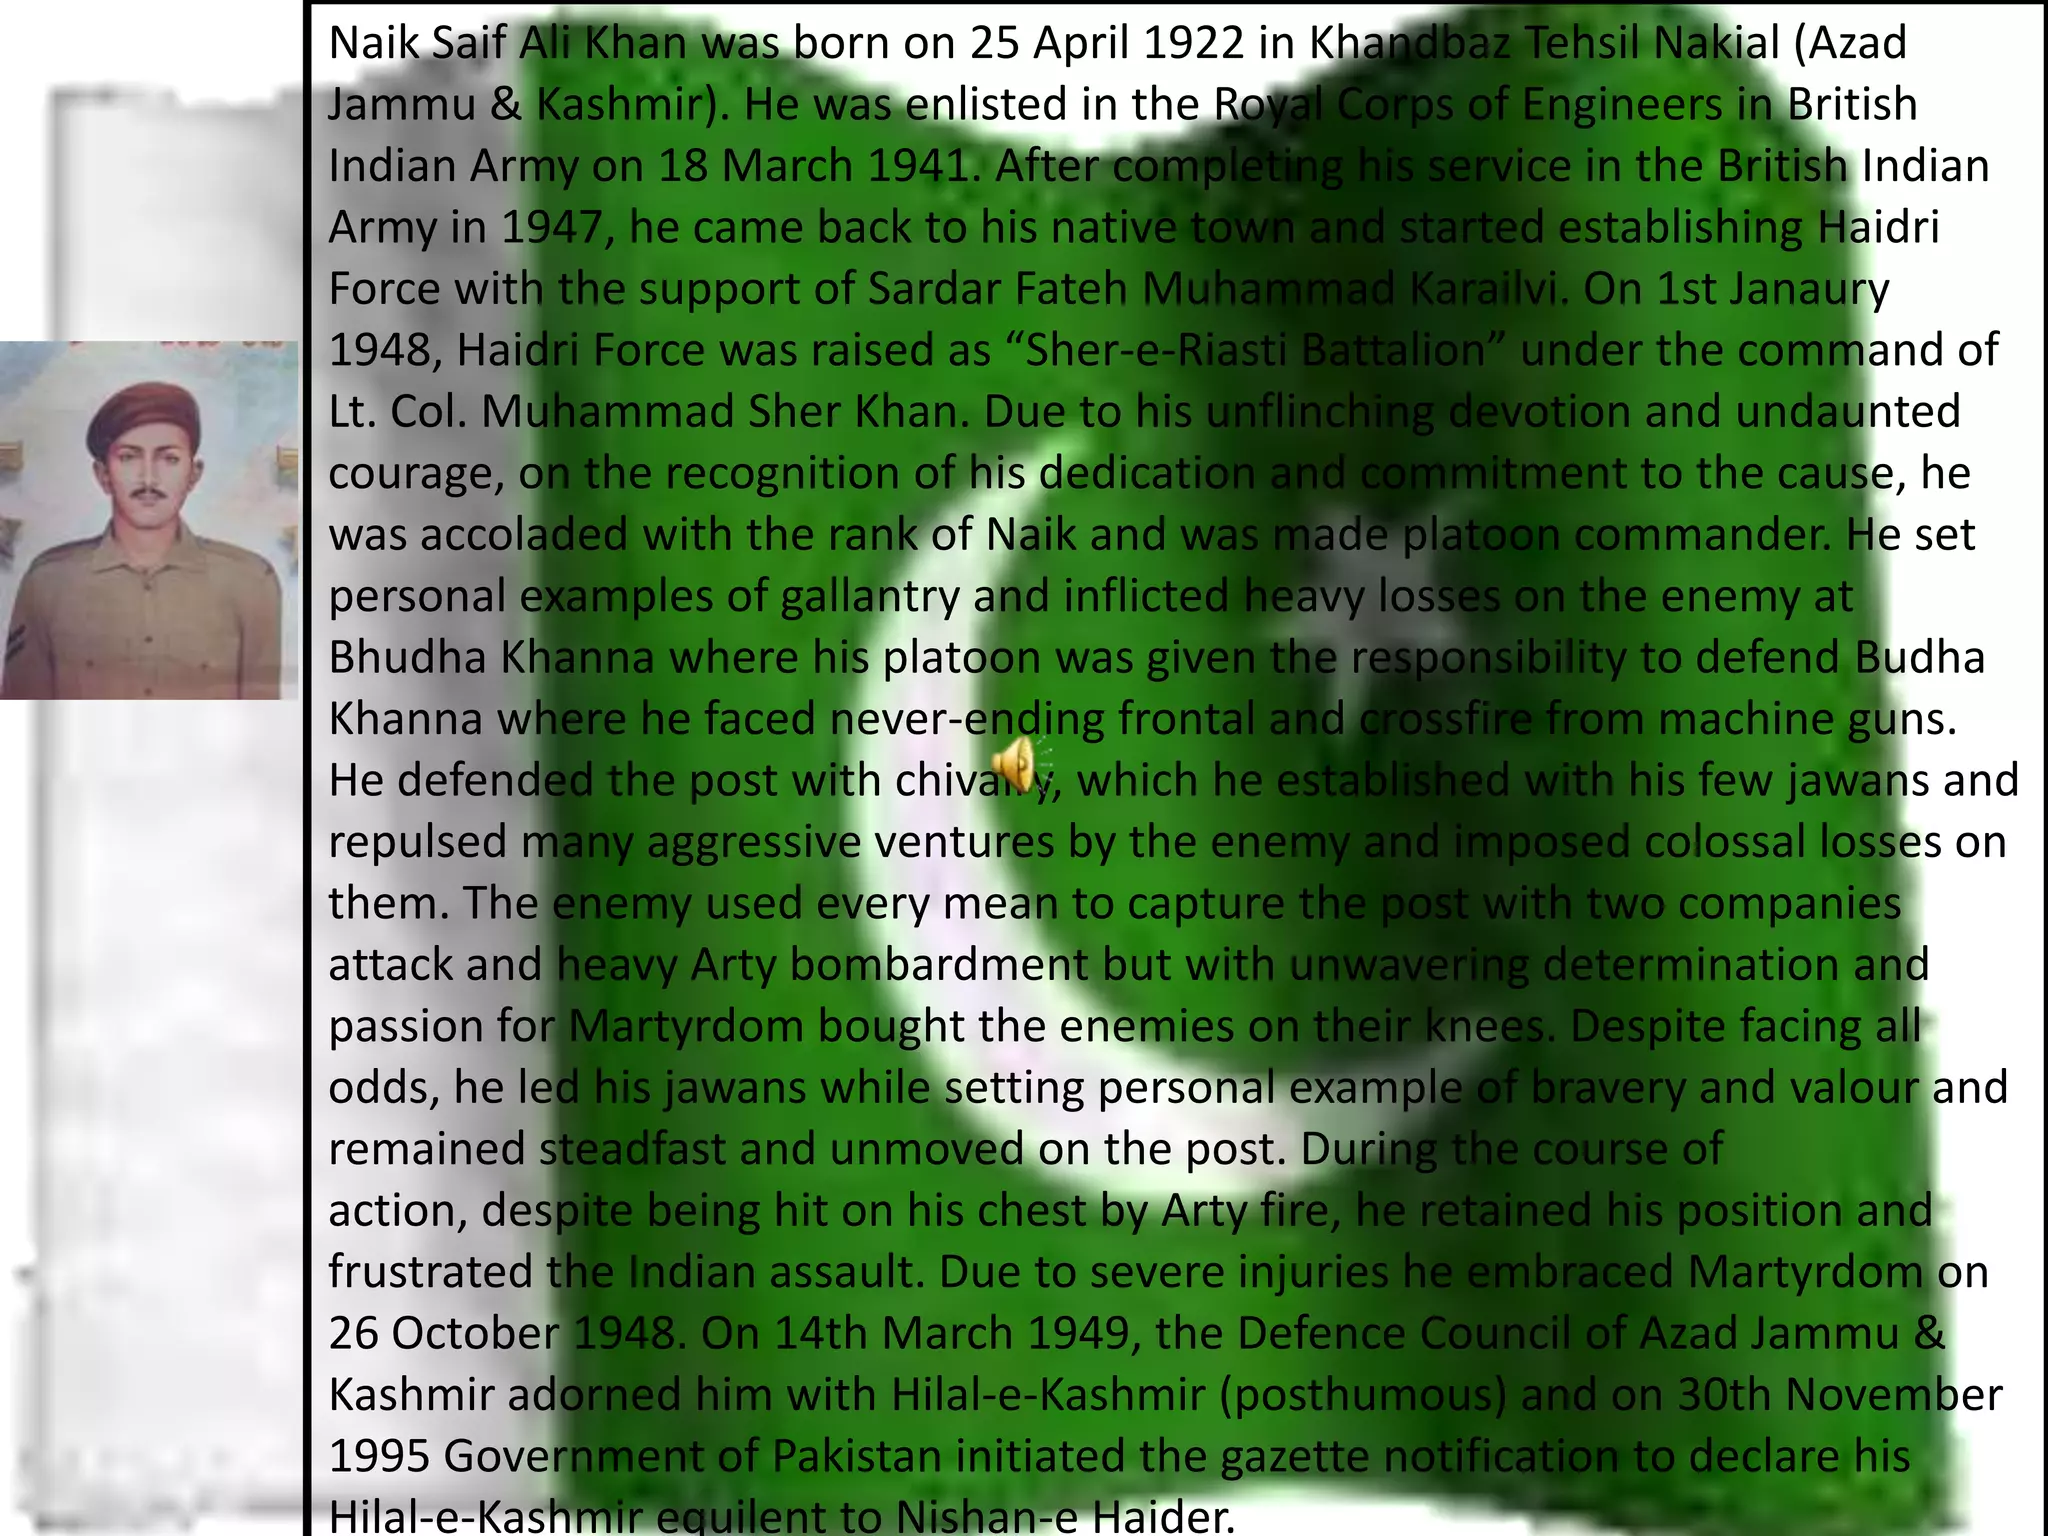 Naik Saif Ali Khan was born on 25 April 1922 in Khandbaz Tehsil Nakial (Azad
Jammu & Kashmir). He was enlisted in the Royal Corps of Engineers in British
Indian Army on 18 March 1941. After completing his service in the British Indian
Army in 1947, he came back to his native town and started establishing Haidri
Force with the support of Sardar Fateh Muhammad Karailvi. On 1st Janaury
1948, Haidri Force was raised as “Sher-e-Riasti Battalion” under the command of
Lt. Col. Muhammad Sher Khan. Due to his unflinching devotion and undaunted
courage, on the recognition of his dedication and commitment to the cause, he
was accoladed with the rank of Naik and was made platoon commander. He set
personal examples of gallantry and inflicted heavy losses on the enemy at
Bhudha Khanna where his platoon was given the responsibility to defend Budha
Khanna where he faced never-ending frontal and crossfire from machine guns.
He defended the post with chivalry, which he established with his few jawans and
repulsed many aggressive ventures by the enemy and imposed colossal losses on
them. The enemy used every mean to capture the post with two companies
attack and heavy Arty bombardment but with unwavering determination and
passion for Martyrdom bought the enemies on their knees. Despite facing all
odds, he led his jawans while setting personal example of bravery and valour and
remained steadfast and unmoved on the post. During the course of
action, despite being hit on his chest by Arty fire, he retained his position and
frustrated the Indian assault. Due to severe injuries he embraced Martyrdom on
26 October 1948. On 14th March 1949, the Defence Council of Azad Jammu &
Kashmir adorned him with Hilal-e-Kashmir (posthumous) and on 30th November
1995 Government of Pakistan initiated the gazette notification to declare his
Hilal-e-Kashmir equilent to Nishan-e Haider.